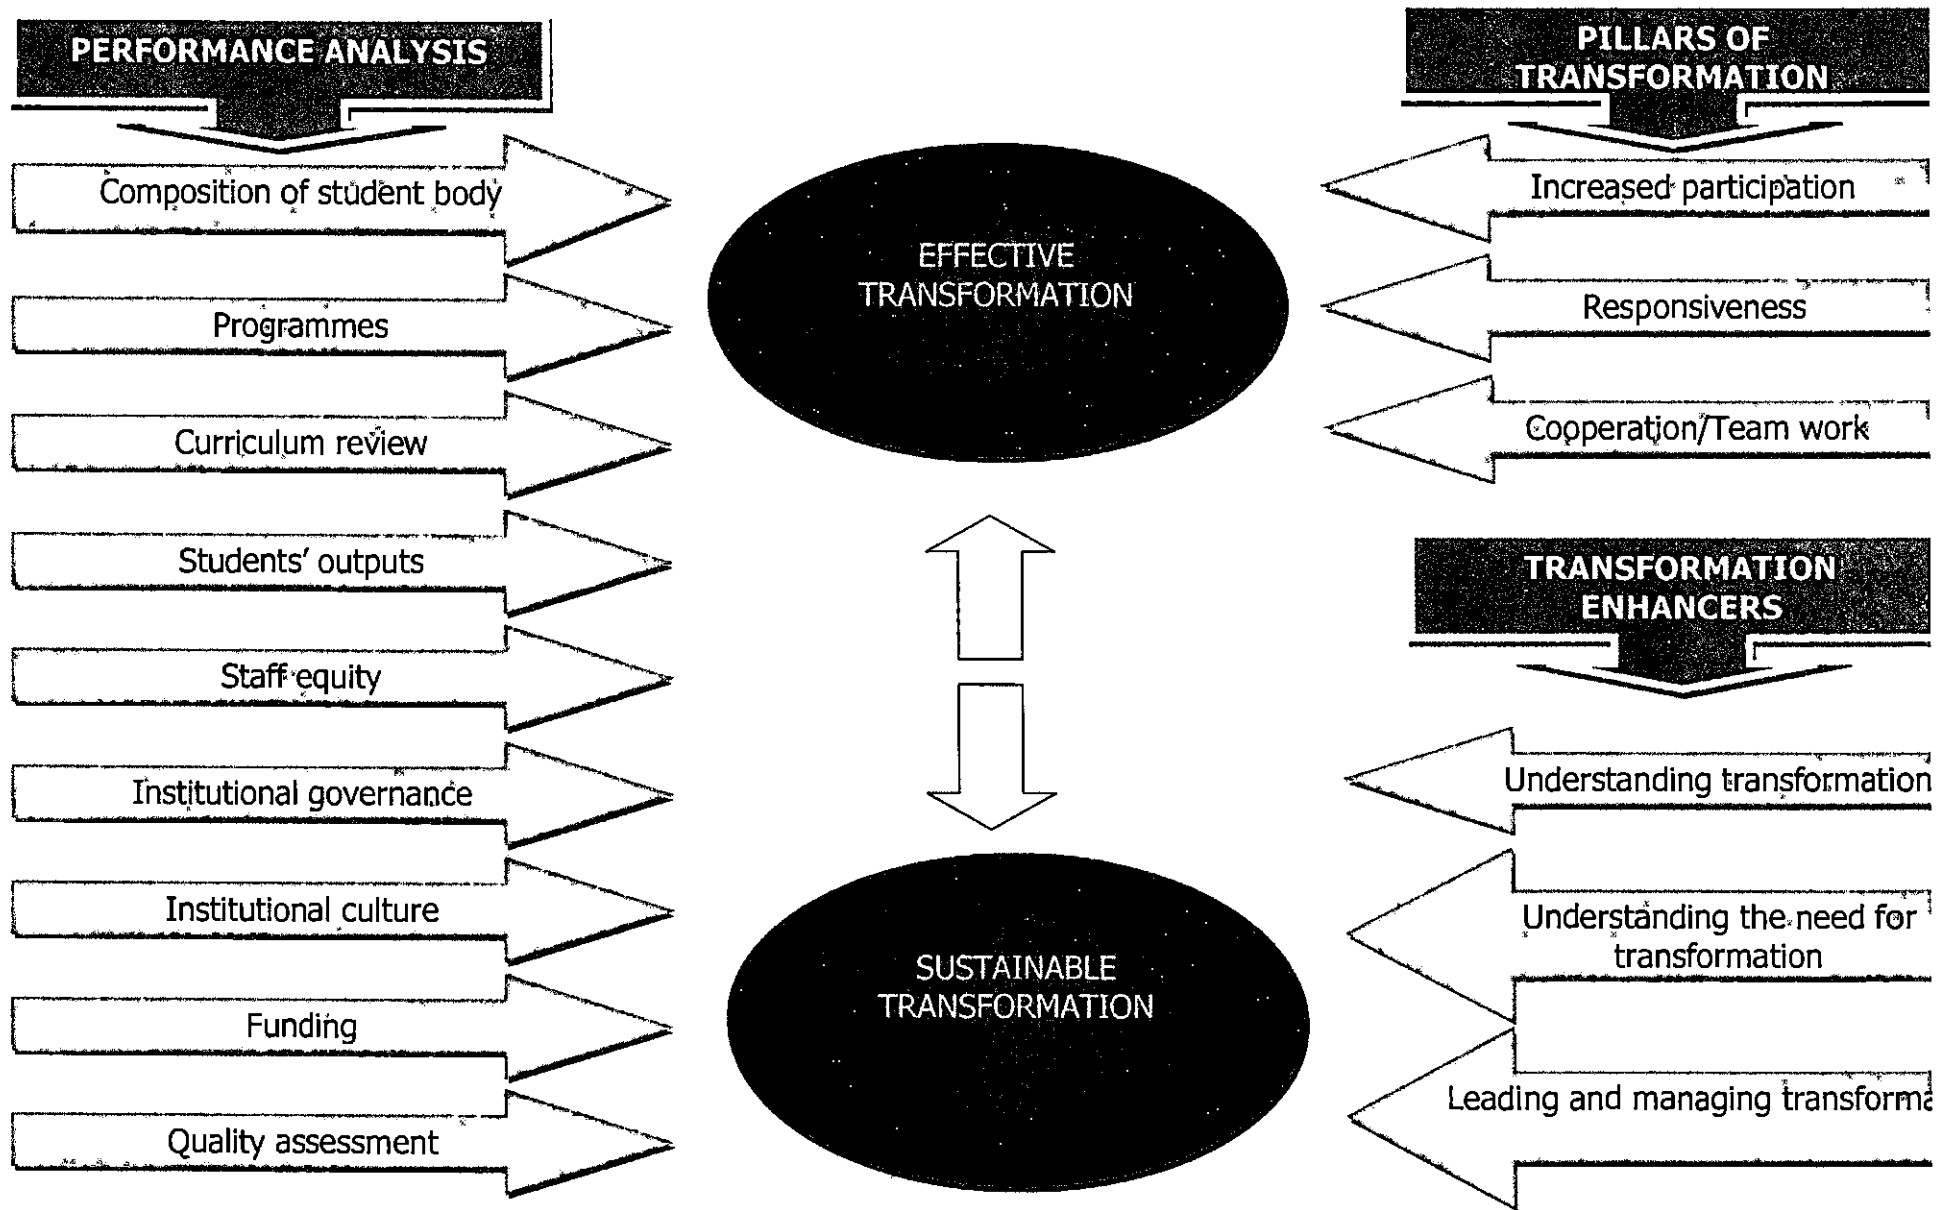 PERFORMANCE ANALYSIS
Composition of student body
Programmes
Curriculum review
Students' outputs
Staff equity
Institutional governance
Institutional culture
Funding
Quality assessment
EFFECTIVE
TRANSFORMATION
SUSTAINABLE
TRANSFORMATION
PILLARS OF
TRANSFORMATION
Increased participation
Responsiveness
Cooperation/Team work
TRANSFORMATION
ENHANCERS
Understanding transformation
Understanding the need for
transformation
Leading and managing